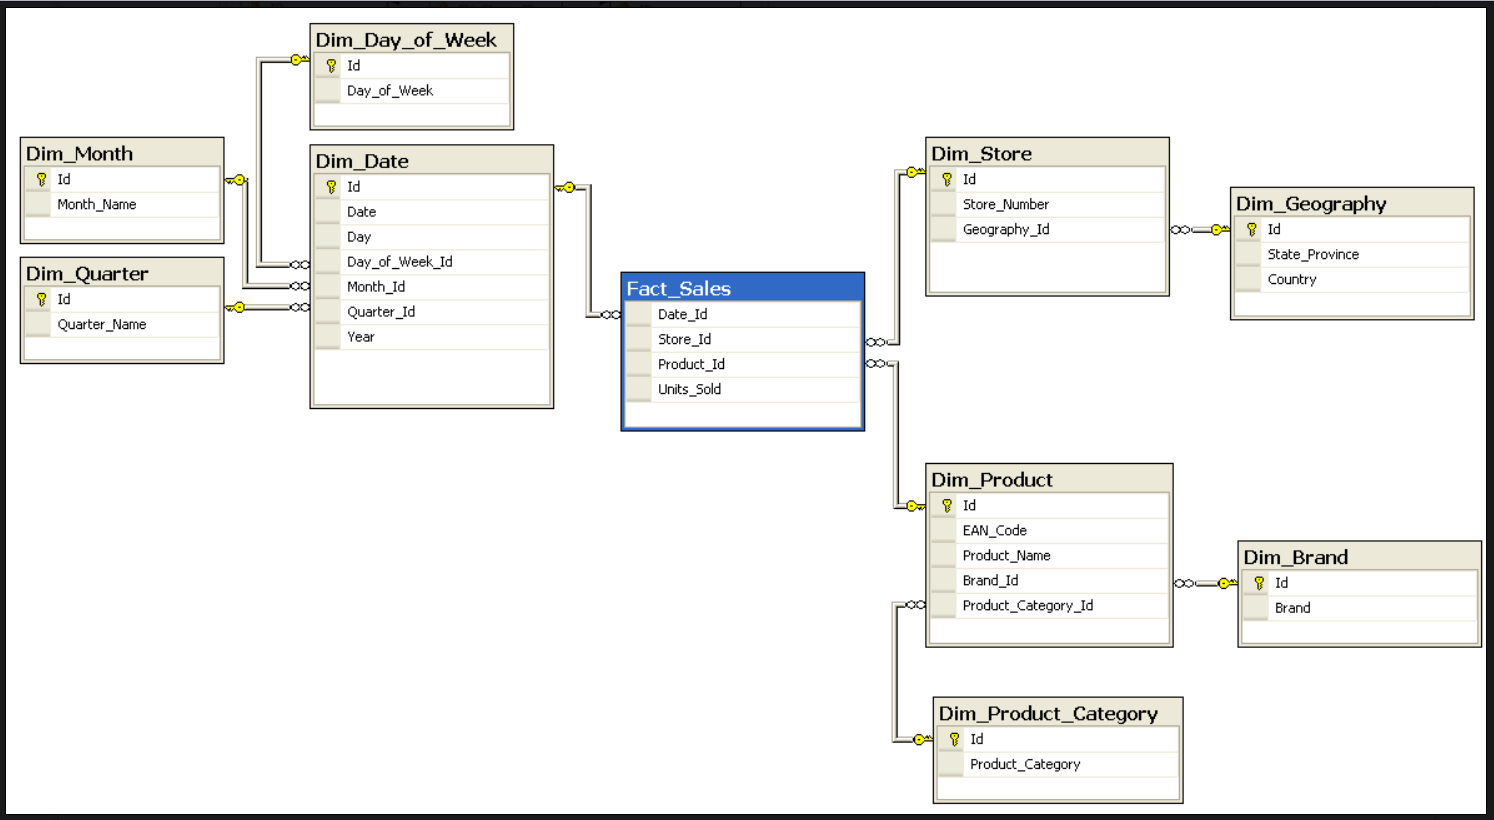 Dim_Day_of_Week
Id
Day_of_Week
Dim_Month
Id
Month_Name
Dim_Quarter
Id
Quarter_Name
Dim_Date
Id
Date
Day
Day_of_Week_Id
Month_Id
Quarter_Id
Year
Fact_Sales
Date_Id
Store_Id
Product_Id
Units_Sold
Dim_Store
Id
Store_Number
Geography_Id
Dim_Geography
Id
State_Province
Country
Dim_Product
Id
EAN_Code
Product_Name
Brand_Id
Product_Category_Id
Dim_Brand
Id
Brand
Dim_Product_Category
Id
Product_Category